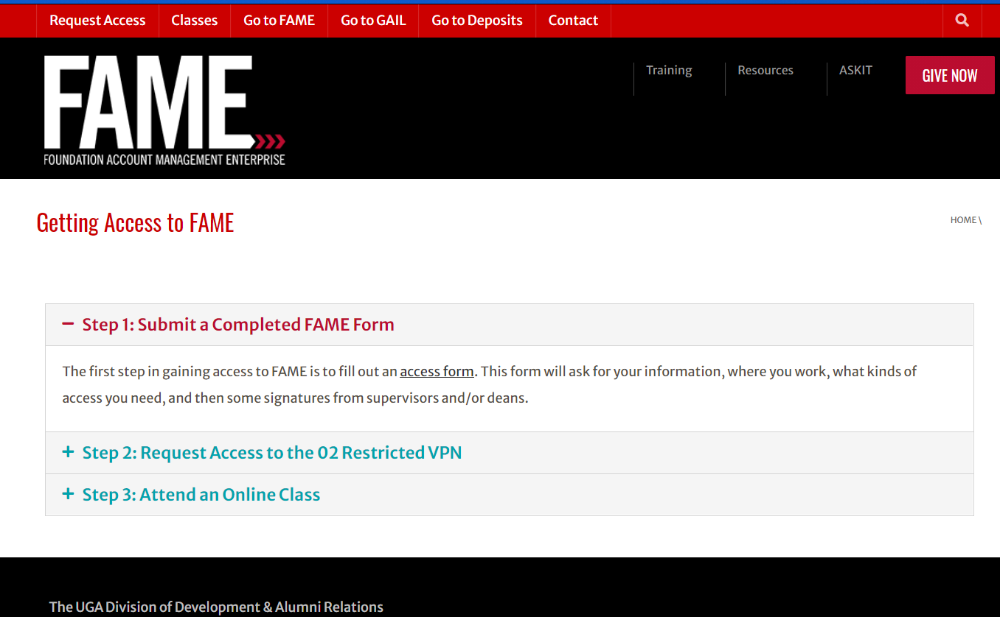 Request Access
Classes
Go to FAME
Go to GAIL
Go to Deposits
Contact
FAME
FOUNDATION ACCOUNT MANAGEMENT ENTERPRISE
Training
Resources
ASKIT
GIVE NOW
Getting Access to FAME
HOME \
− Step 1: Submit a Completed FAME Form
The first step in gaining access to FAME is to fill out an access form. This form will ask for your information, where you work, what kinds of
access you need, and then some signatures from supervisors and/or deans.
+ Step 2: Request Access to the 02 Restricted VPN
+ Step 3: Attend an Online Class
The UGA Division of Development & Alumni Relations